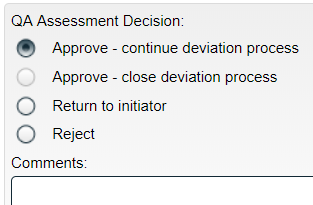 QA Assessment Decision:
Approve - continue deviation process
Approve - close deviation process
Return to initiator
Reject
Comments: